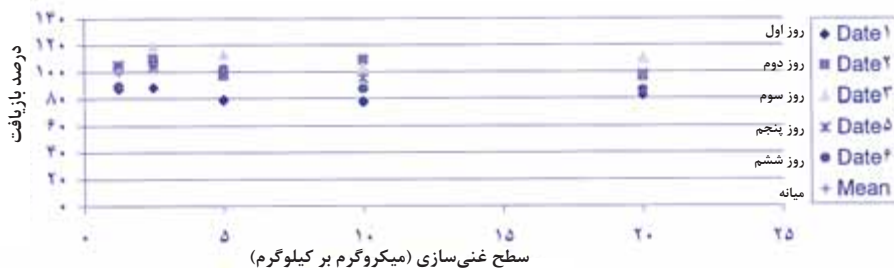 درصد بازیافت
۱۴۰
۱۲۰
۱۰۰
۸۰
۶۰
۴۰
۲۰
۰
۰
۵
۱۰
۱۵
۲۰
۲۵
سطح غنی‌سازی (میکروگرم بر کیلوگرم)
روز اول
روز دوم
روز سوم
روز پنجم
روز ششم
میانه
Date۱
Date۲
Date۳
Date۵
Date۶
Mean